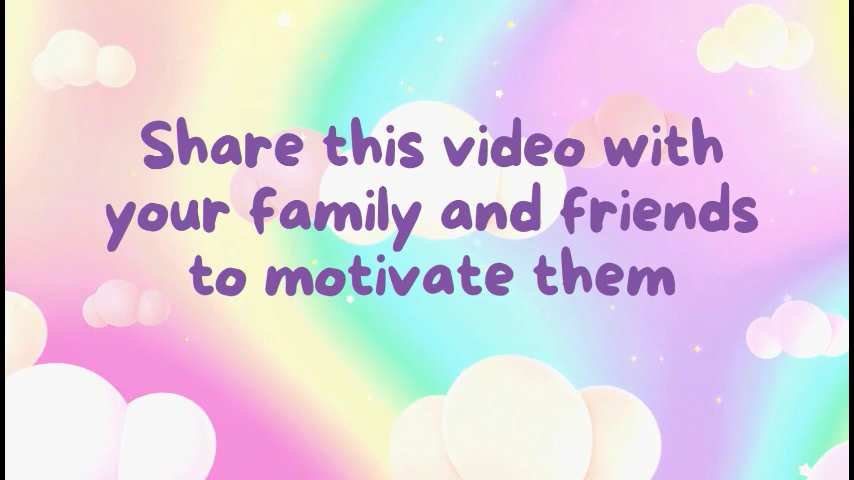 Share this video with
your family and friends
to motivate them